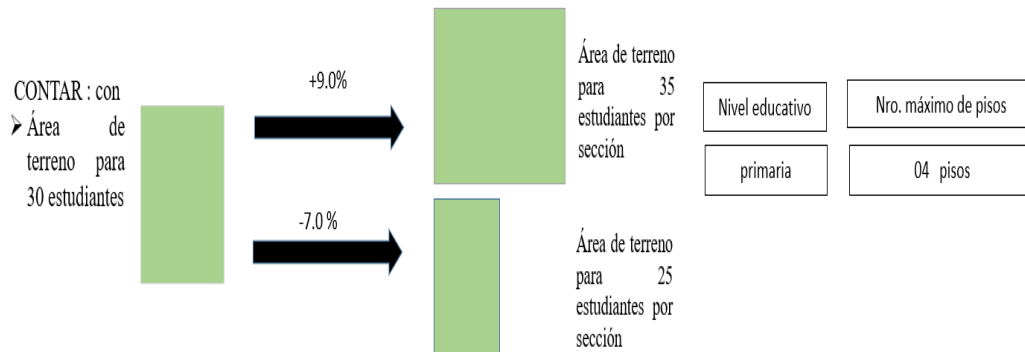 CONTAR : con
➤ Área de
terreno para
30 estudiantes
+9.0%
-7.0 %
Área de terreno
para 35
estudiantes por
sección
Área de terreno
para 25
estudiantes por
sección
Nivel educativo
Nro. máximo de pisos
primaria
04 pisos